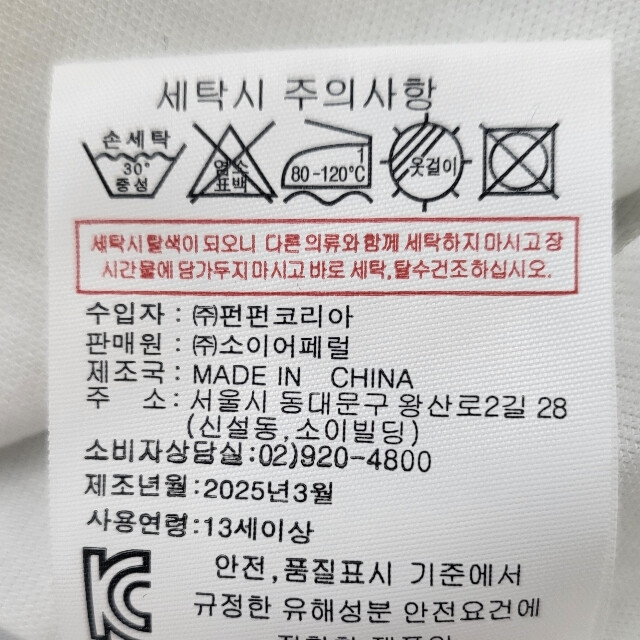 세탁시 주의사항
손세탁
30°
중성
염소
표백
1
80-120℃
옷걸이
세탁시 탈색이 되오니 다른 의류와 함께 세탁하지 마시고 장
시간 물에 담가두지 마시고 바로 세탁,탈수건조하십시오.
수입자 : ㈜펀펀코리아
판매원 : ㈜소이어페럴
제조국 : MADE IN CHINA
주 소 : 서울시 동대문구 왕산로2길 28
(신설동,소이빌딩)
소비자상담실:02)920-4800
제조년월:2025년3월
사용연령:13세이상
안전,품질표시 기준에서
규정한 유해성분 안전요건에